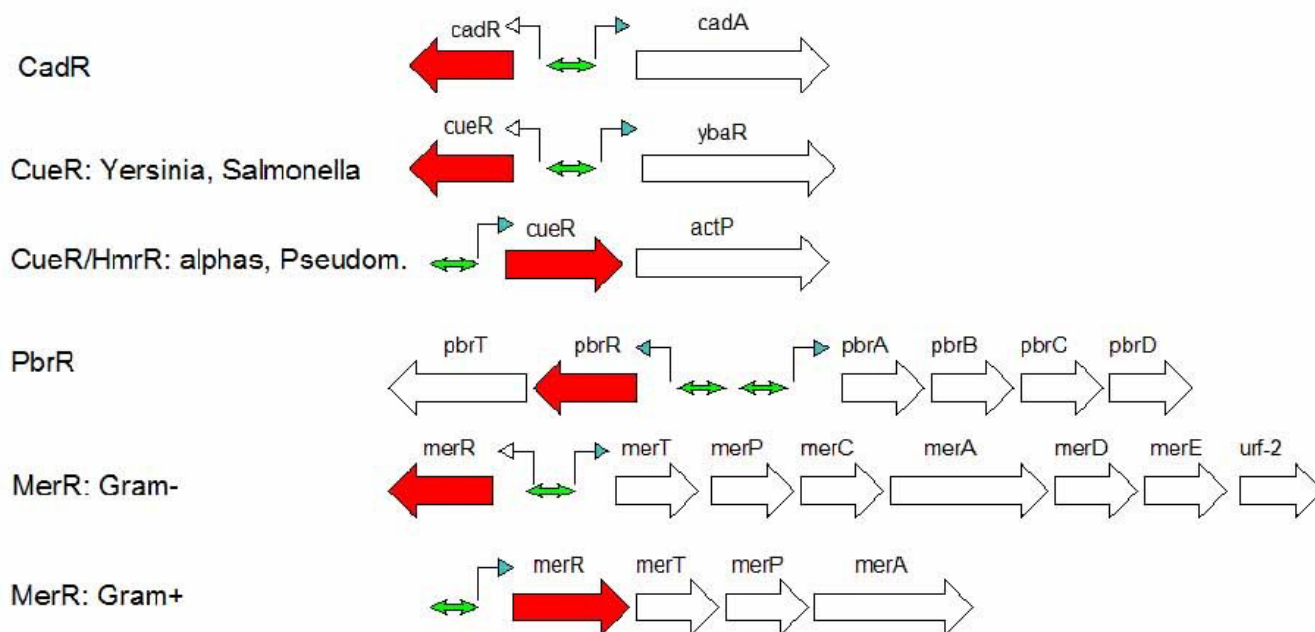 cadR cadA
CadR
cueR ybaR
CueR: Yersinia, Salmonella
cueR actP
CueR/HmrR: alphas, Pseudom.
pbrT pbrR pbrA pbrB pbrC pbrD
PbrR
merR merT merP merC merA merD merE urf-2
MerR: Gram-
merR merT merP merA
MerR: Gram+